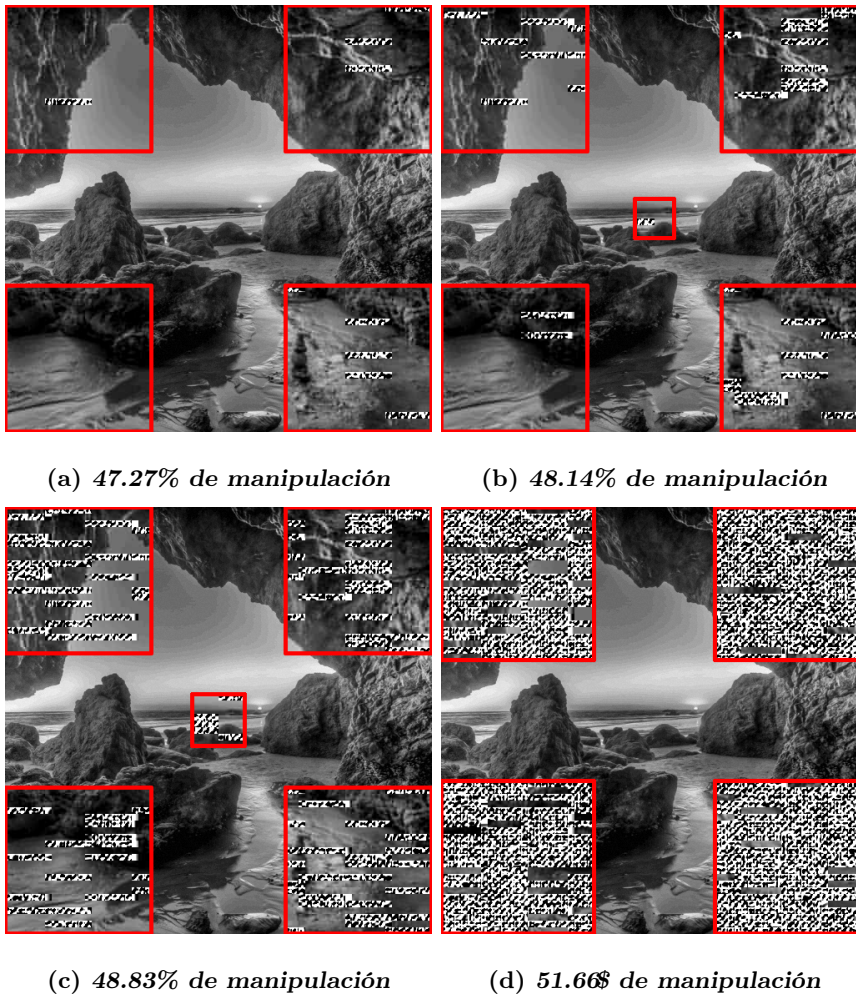 (a) 47.27% de manipulación
(b) 48.14% de manipulación
(c) 48.83% de manipulación
(d) 51.66$ de manipulación